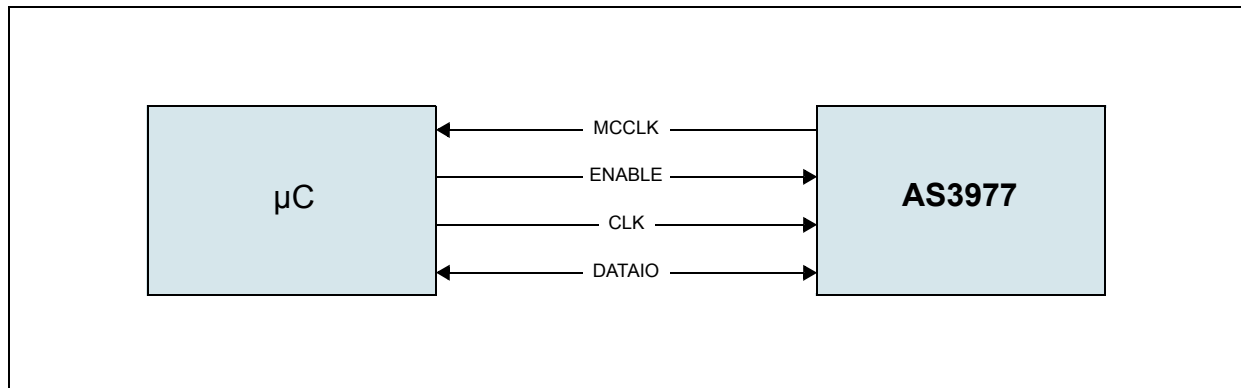 MCCLK
ENABLE
µC
AS3977
CLK
DATAIO